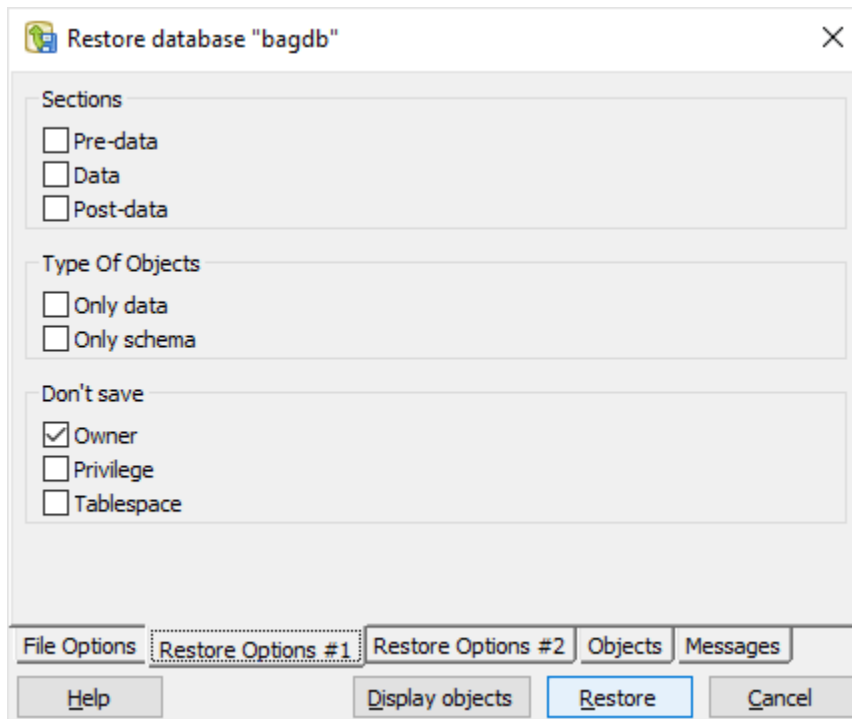 Restore database "bagdb"
Sections
Pre-data
Data
Post-data
Type Of Objects
Only data
Only schema
Don't save
Owner
Privilege
Tablespace
File Options Restore Options #1 Restore Options #2 Objects Messages
Help Display objects Restore Cancel